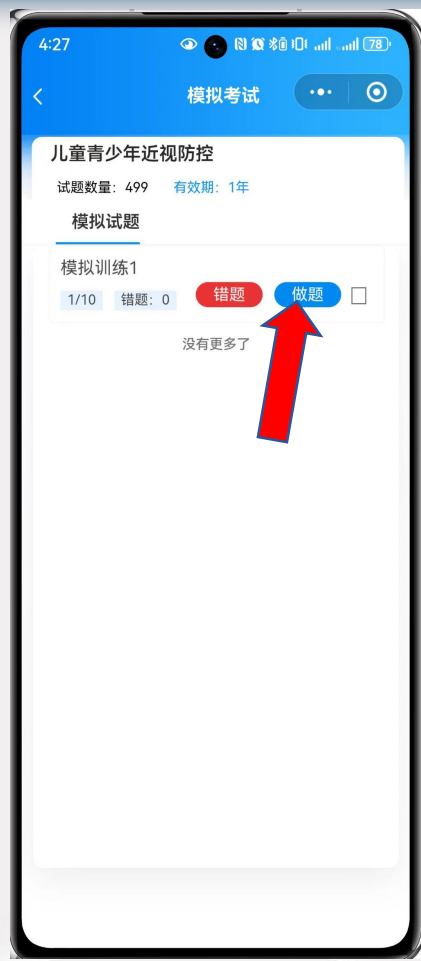 4:27
78
模拟考试
儿童青少年近视防控
试题数量：499 有效期：1年
模拟试题
模拟训练1
1/10 错题：0 错题 做题
没有更多了